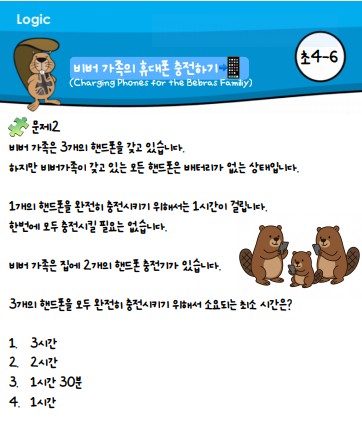 Logic
초4-6
비버 가족의 휴대폰 충전하기
(Charging Phones for the Bebras Family)
문제2
비버 가족은 3개의 핸드폰을 갖고 있습니다.
하지만 비버가족이 갖고 있는 모든 핸드폰은 배터리가 없는 상태입니다.
1개의 핸드폰을 완전히 충전시키기 위해서는 1시간이 걸립니다.
한번에 모두 충전시킬 필요는 없습니다.
비버 가족은 집에 2개의 핸드폰 충전기가 있습니다.
3개의 핸드폰을 모두 완전히 충전시키기 위해서 소요되는 최소 시간은?
1. 3시간
2. 2시간
3. 1시간 30분
4. 1시간